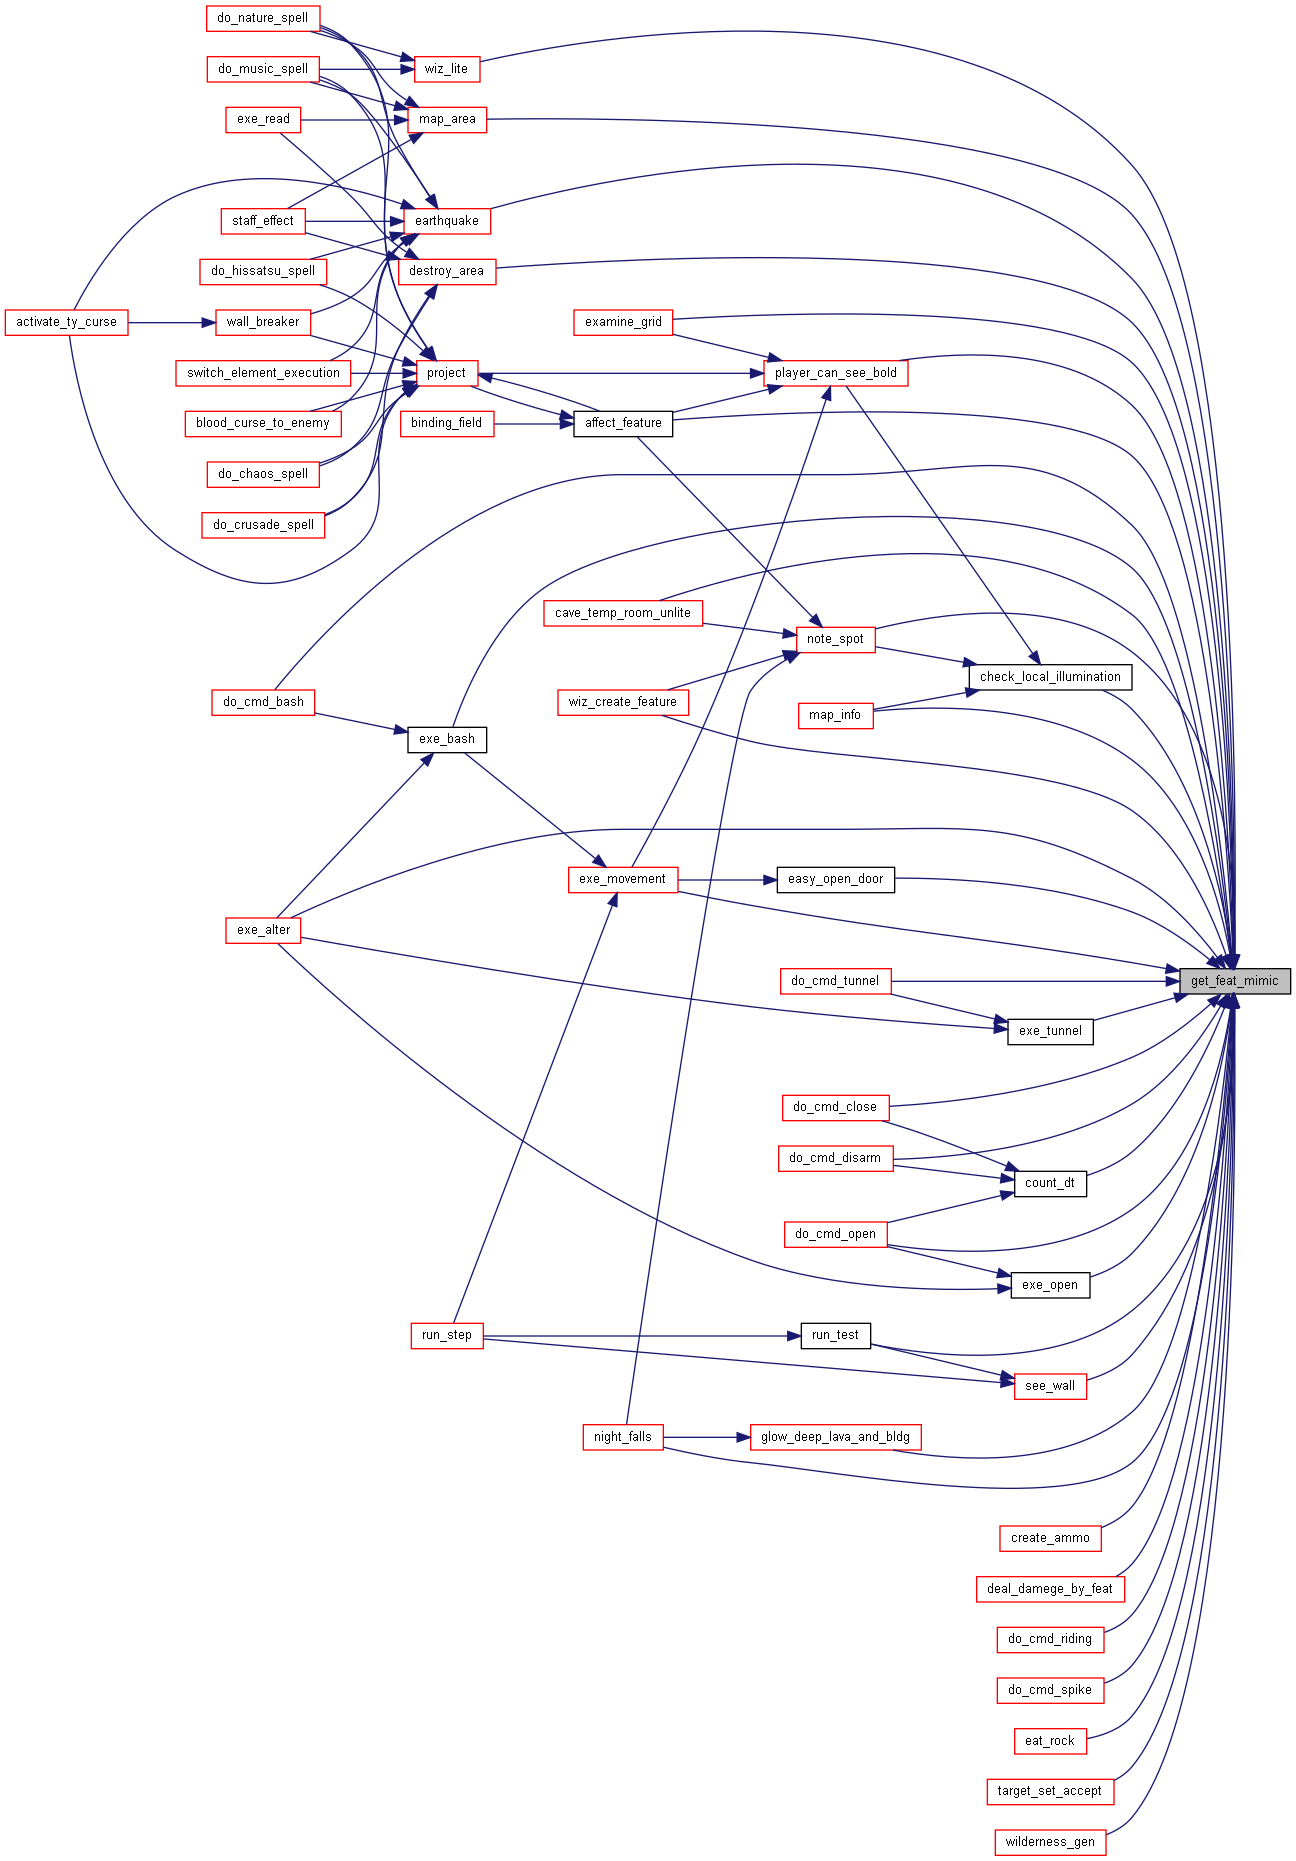 do_nature_spell
do_music_spell
wiz_lite
exe_read
map_area
staff_effect
earthquake
do_hissatsu_spell
destroy_area
activate_ty_curse
wall_breaker
examine_grid
switch_element_execution
project
player_can_see_bold
blood_curse_to_enemy
binding_field
affect_feature
do_chaos_spell
do_crusade_spell
cave_temp_room_unlite
note_spot
check_local_illumination
do_cmd_bash
wiz_create_feature
map_info
exe_bash
exe_movement
easy_open_door
exe_alter
do_cmd_tunnel
get_feat_mimic
exe_tunnel
do_cmd_close
do_cmd_disarm
count_dt
do_cmd_open
exe_open
run_step
run_test
see_wall
night_falls
glow_deep_lava_and_bldg
create_ammo
deal_damege_by_feat
do_cmd_riding
do_cmd_spike
eat_rock
target_set_accept
wilderness_gen